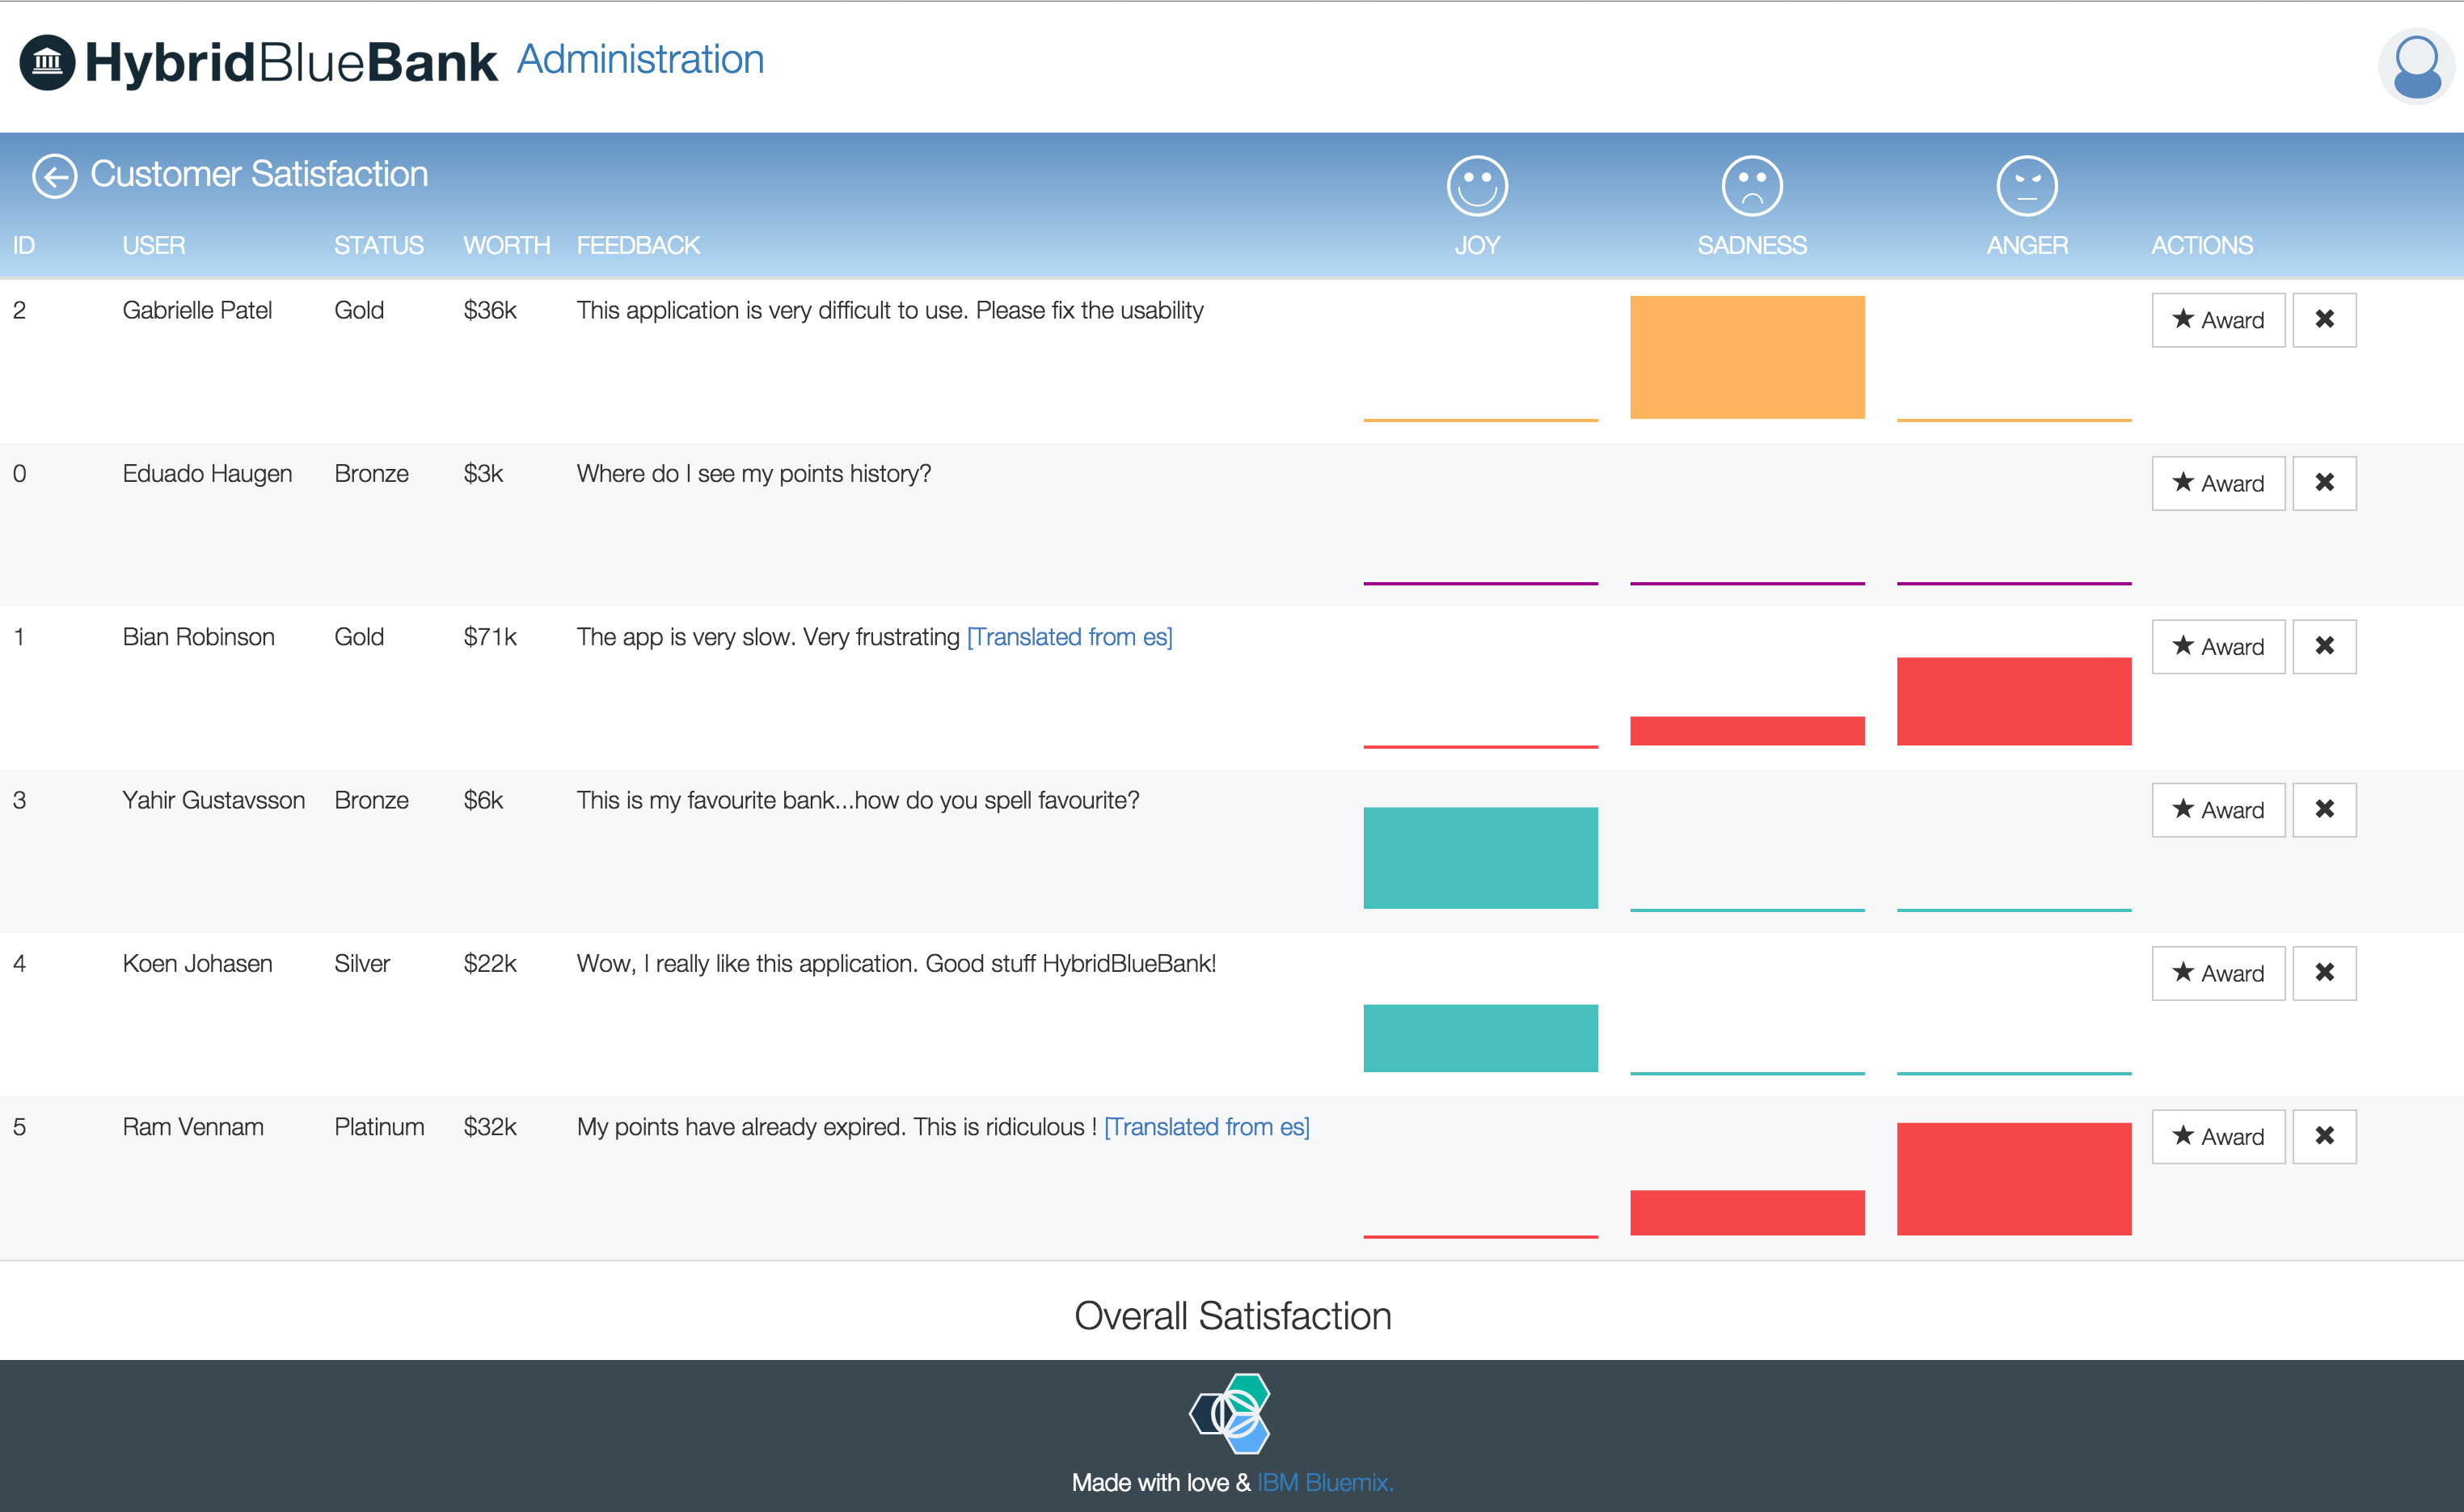 HybridBlueBank Administration
Customer Satisfaction
ID USER STATUS WORTH FEEDBACK JOY SADNESS ANGER ACTIONS
2 Gabrielle Patel Gold $36k This application is very difficult to use. Please fix the usability Award
0 Eduado Haugen Bronze $3k Where do I see my points history? Award
1 Bian Robinson Gold $71k The app is very slow. Very frustrating [Translated from es] Award
3 Yahir Gustavsson Bronze $6k This is my favourite bank...how do you spell favourite? Award
4 Koen Johasen Silver $22k Wow, I really like this application. Good stuff HybridBlueBank! Award
5 Ram Vennam Platinum $32k My points have already expired. This is ridiculous ! [Translated from es] Award
Overall Satisfaction
Made with love & IBM Bluemix.